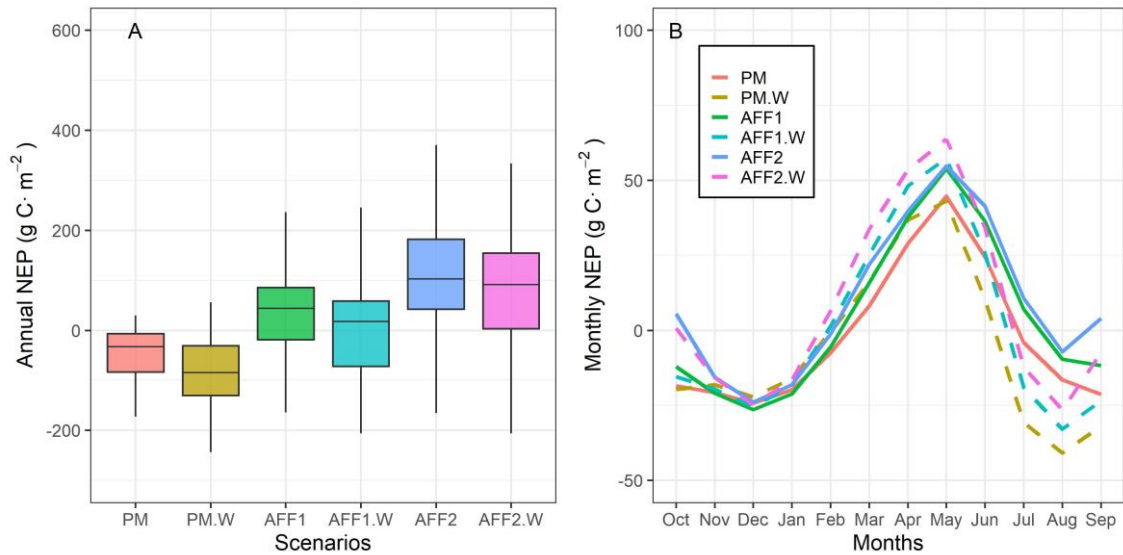 A
Annual NEP (g C· m⁻²)
600
400
200
0
-200
PM PM.W AFF1 AFF1.W AFF2 AFF2.W
Scenarios
B
Monthly NEP (g C· m⁻²)
100
50
0
-50
PM
PM.W
AFF1
AFF1.W
AFF2
AFF2.W
Oct Nov Dec Jan Feb Mar Apr May Jun Jul Aug Sep
Months